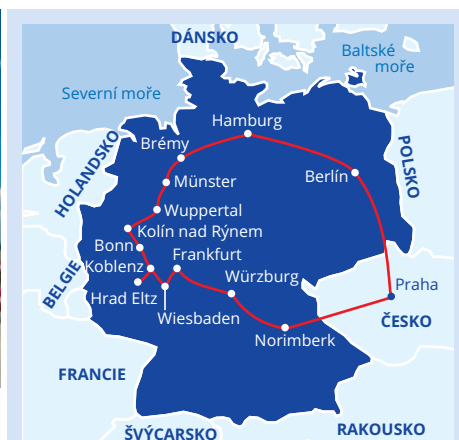 DÁNSKO
Baltské
moře
Severní moře
Hamburg
Brémy
HOLANDSKO
POLSKO
Berlín
Münster
Wuppertal
Kolín nad Rýnem
Bonn
Koblenz
Frankfurt
BELGIE
Hrad Eltz
Würzburg
Praha
Wiesbaden
ČESKO
Norimberk
FRANCIE
ŠVÝCARSKO
RAKOUSKO